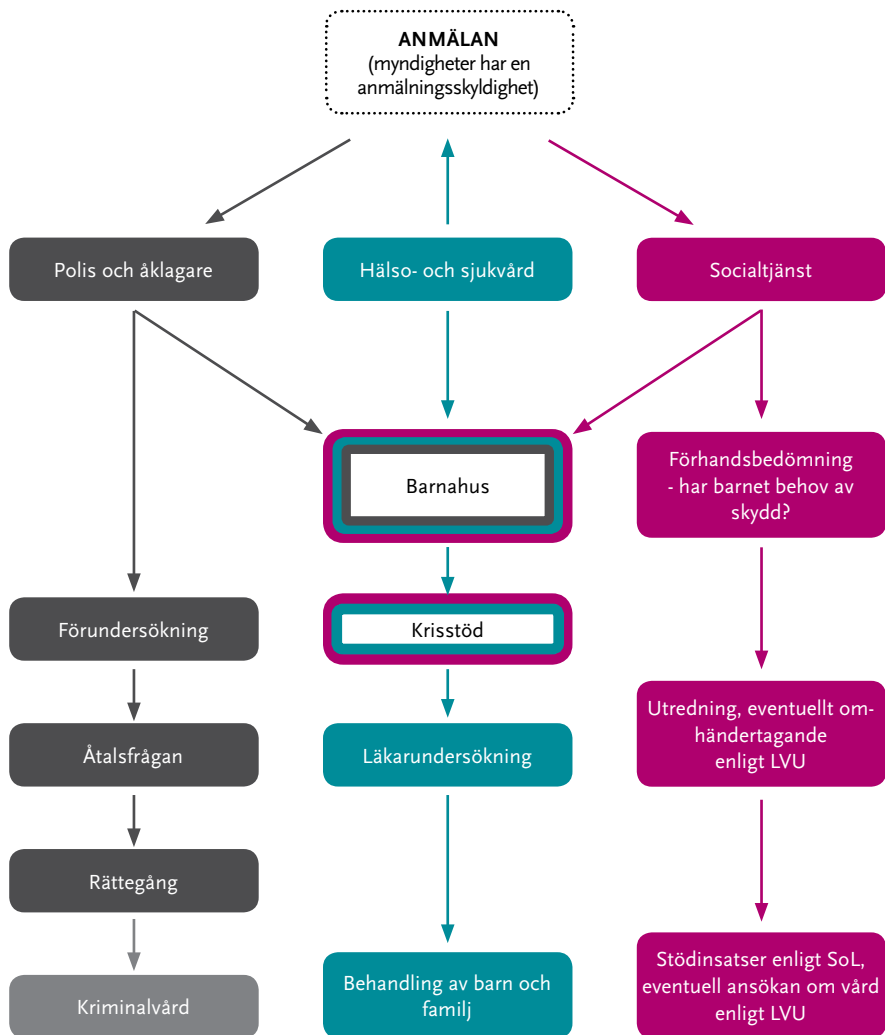 ANMÄLAN
(myndigheter har en
anmälningsskyldighet)
Polis och åklagare
Hälso- och sjukvård
Socialtjänst
Barnahus
Förhandsbedömning
- har barnet behov av
skydd?
Förundersökning
Krisstöd
Åtalsfrågan
Läkarundersökning
Utredning, eventuellt om-
händertagande
enligt LVU
Rättegång
Kriminalvård
Behandling av barn och
familj
Stödinsatser enligt SoL,
eventuell ansökan om vård
enligt LVU